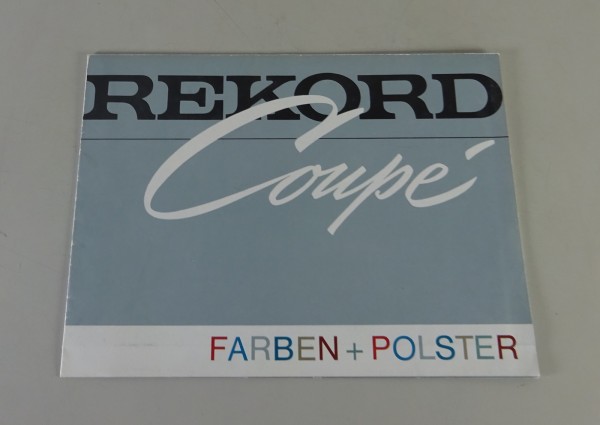 REKORD
Coupé
FARBEN + POLSTER